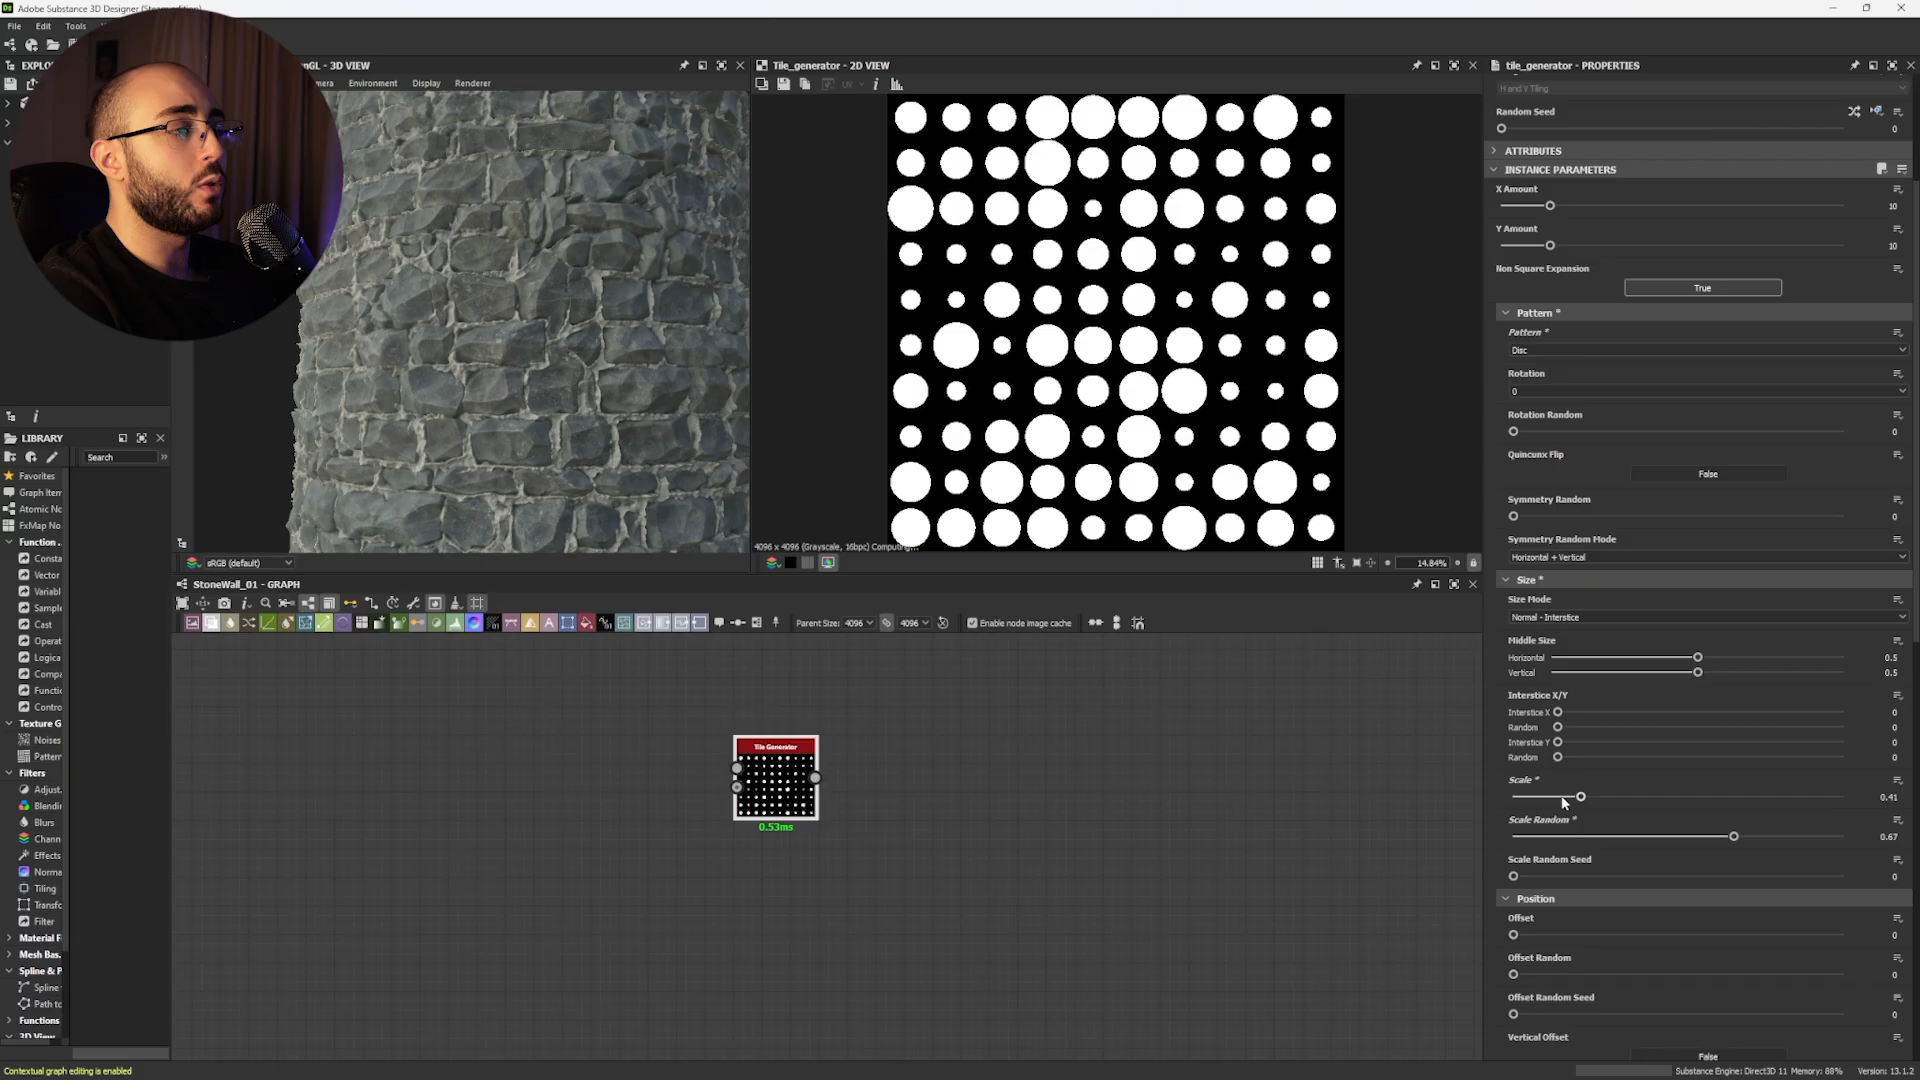 Adobe Substance 3D Designer (Stea
File
Edit
Tools
EXPLO
nGL - 3D VIEW
mera
Environment
Display
Renderer
Tile_generator - 2D VIEW
UV
tile_generator - PROPERTIES
H and V Tiling
Random Seed
0
ATTRIBUTES
INSTANCE PARAMETERS
X Amount
10
Y Amount
10
Non Square Expansion
True
Pattern *
Pattern *
Disc
Rotation
0
Rotation Random
0
Quincunx Flip
False
Symmetry Random
0
Symmetry Random Mode
Horizontal + Vertical
Size *
Size Mode
Normal - Interstice
Middle Size
Horizontal 0.5
Vertical 0.5
Interstice X/Y
Interstice X 0
Random 0
Interstice Y 0
Random 0
Scale *
0.41
Scale Random *
0.67
Scale Random Seed
0
Position
Offset
0
Offset Random
0
Offset Random Seed
0
Vertical Offset
False
4096 x 4096 (Grayscale, 16bpc) Computing...
14.84%
sRGB (default)
LIBRARY
Search
Favorites
Graph Item
Atomic No
FxMap No
Function
Consta
Vector
Variabl
Sample
Cast
Operat
Logica
Compa
Functio
Contro
Texture G
Noises
Pattern
Filters
Adjust
Blendin
Blurs
Chann
Effects
Norma
Tiling
Transfo
Filter
Material F
Mesh Bas.
Spline & P
Spline
Path to
Functions
3D View
StoneWall_01 - GRAPH
Parent Size: 4096
4096
Enable node image cache
Tile Generator
0.53ms
Contextual graph editing is enabled
Substance Engine: Direct3D 11 Memory: 88%
Version: 13.1.2